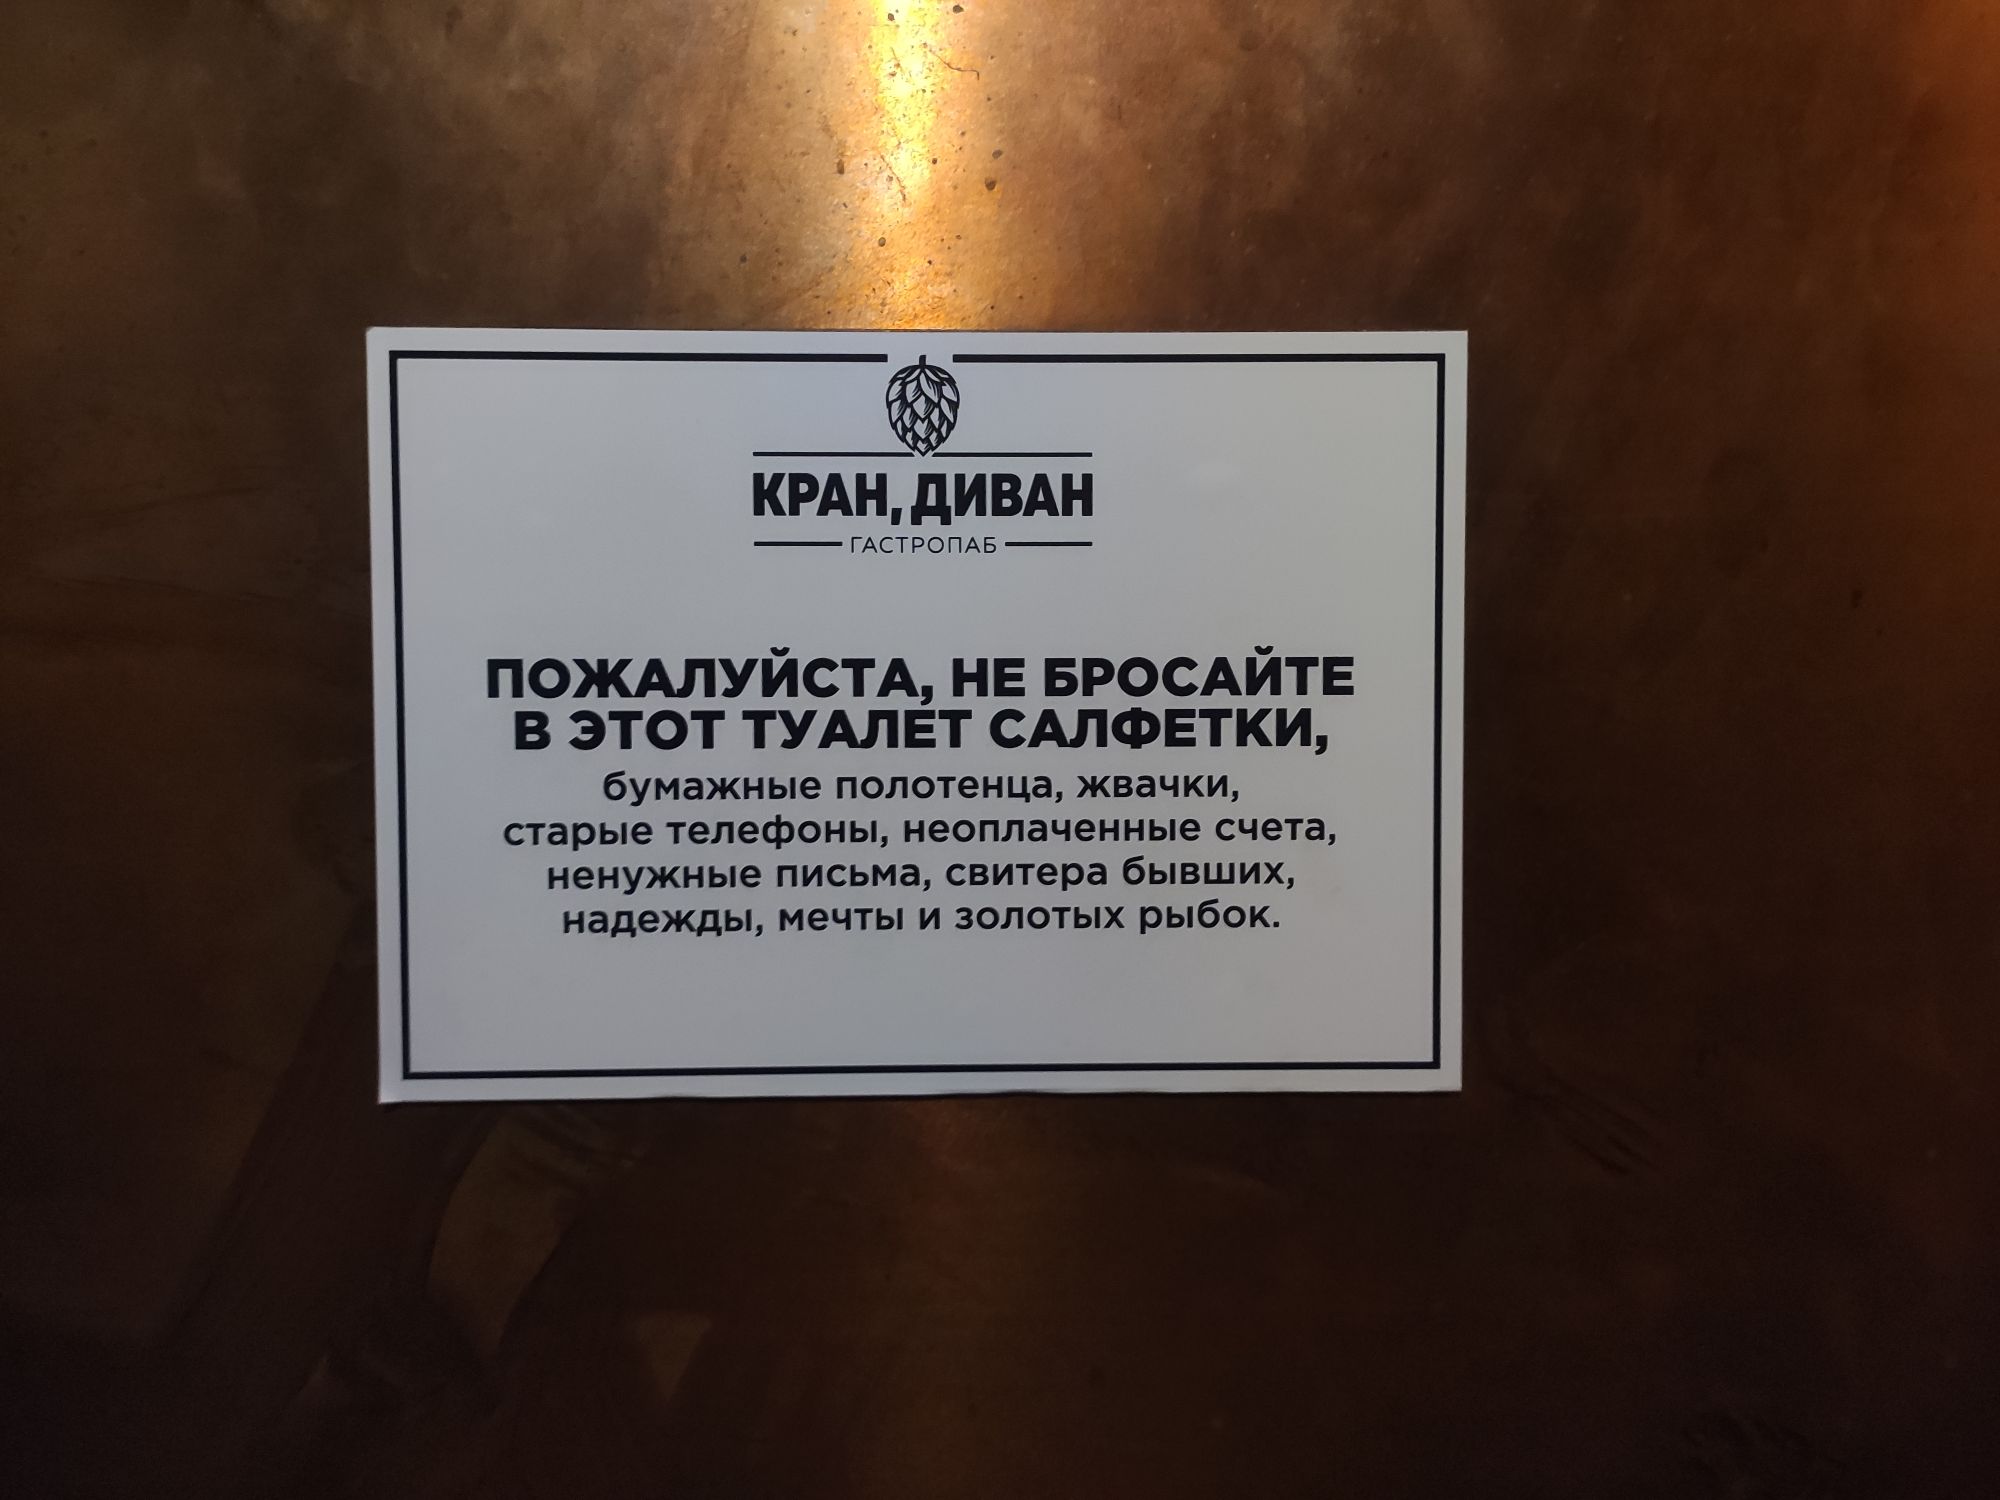 КРАН, ДИВАН
ГАСТРОПАБ
ПОЖАЛУЙСТА, НЕ БРОСАЙТЕ
В ЭТОТ ТУАЛЕТ САЛФЕТКИ,
бумажные полотенца, жвачки,
старые телефоны, неоплаченные счета,
ненужные письма, свитера бывших,
надежды, мечты и золотых рыбок.